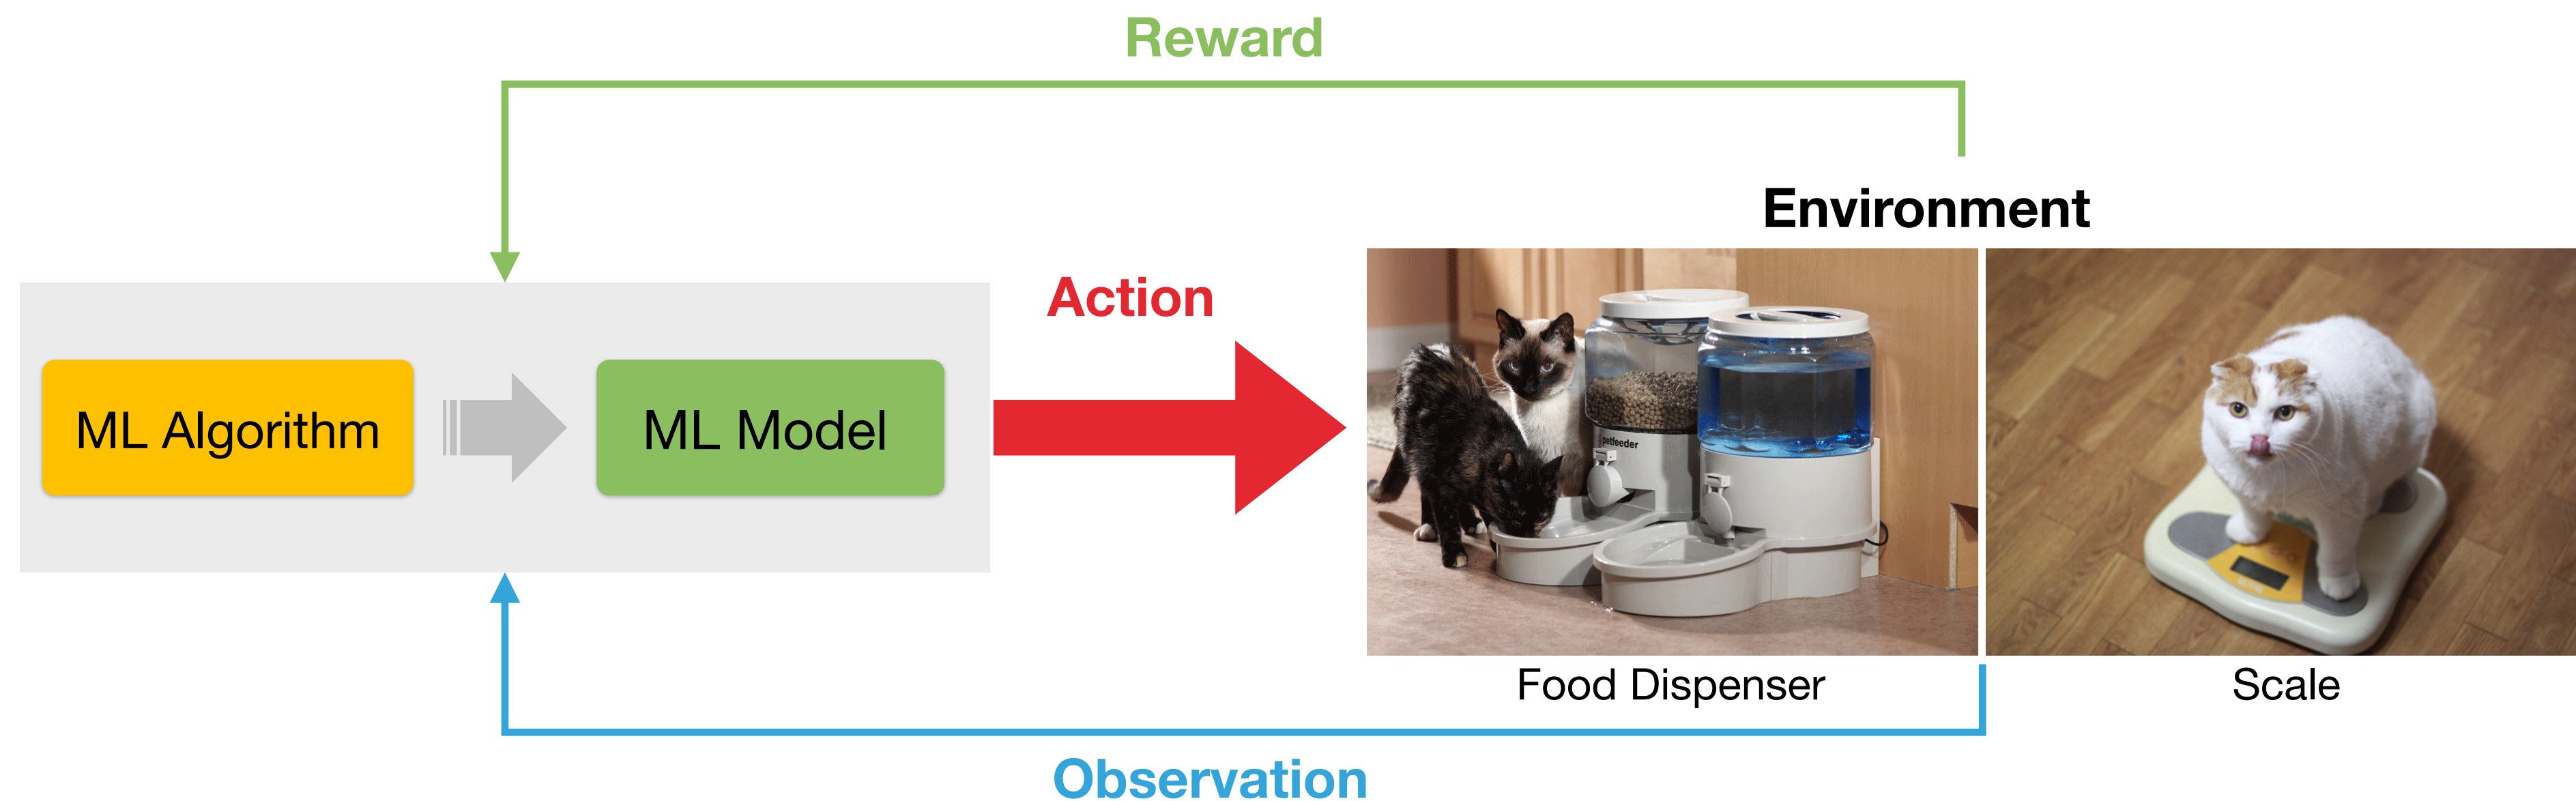 Reward
Environment
Action
ML Algorithm
ML Model
petfeeder
Food Dispenser
Scale
Observation